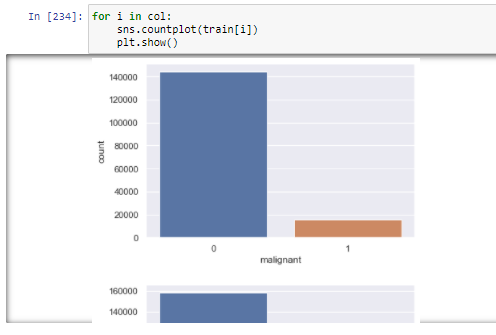 In [234]: for i in col:
sns.countplot(train[i])
plt.show()
140000
120000
100000
80000
60000
40000
20000
0
count
0 1
malignant
160000
140000